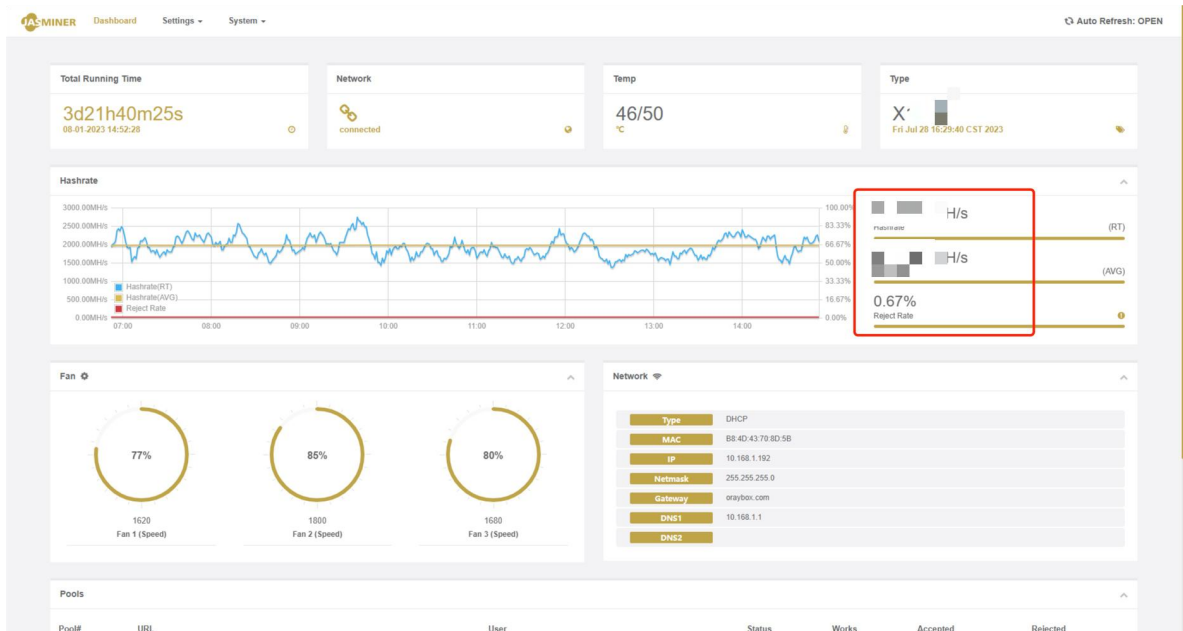 JASMINER Dashboard Settings System Auto Refresh: OPEN
Total Running Time
3d21h40m25s
08-01-2023 14:52:28
Network
connected
Temp
46/50
℃
Type
X
Fri Jul 28 16:29:40 CST 2023
Hashrate
3000.00MH/s
2500.00MH/s
2000.00MH/s
1500.00MH/s
1000.00MH/s
500.00MH/s
0.00MH/s
Hashrate(RT)
Hashrate(AVG)
Reject Rate
07:00 08:00 09:00 10:00 11:00 12:00 13:00 14:00
100.00%
83.33%
66.67%
50.00%
33.33%
16.67%
0.00%
H/s
Hashrate (RT)
H/s
(AVG)
0.67%
Reject Rate
Fan
77% 85% 80%
1620 1800 1680
Fan 1 (Speed) Fan 2 (Speed) Fan 3 (Speed)
Network
Type DHCP
MAC B8:4D:43:70:8D:5B
IP 10.168.1.192
Netmask 255.255.255.0
Gateway oraybox.com
DNS1 10.168.1.1
DNS2
Pools
Pool# URL User Status Works Accepted Rejected